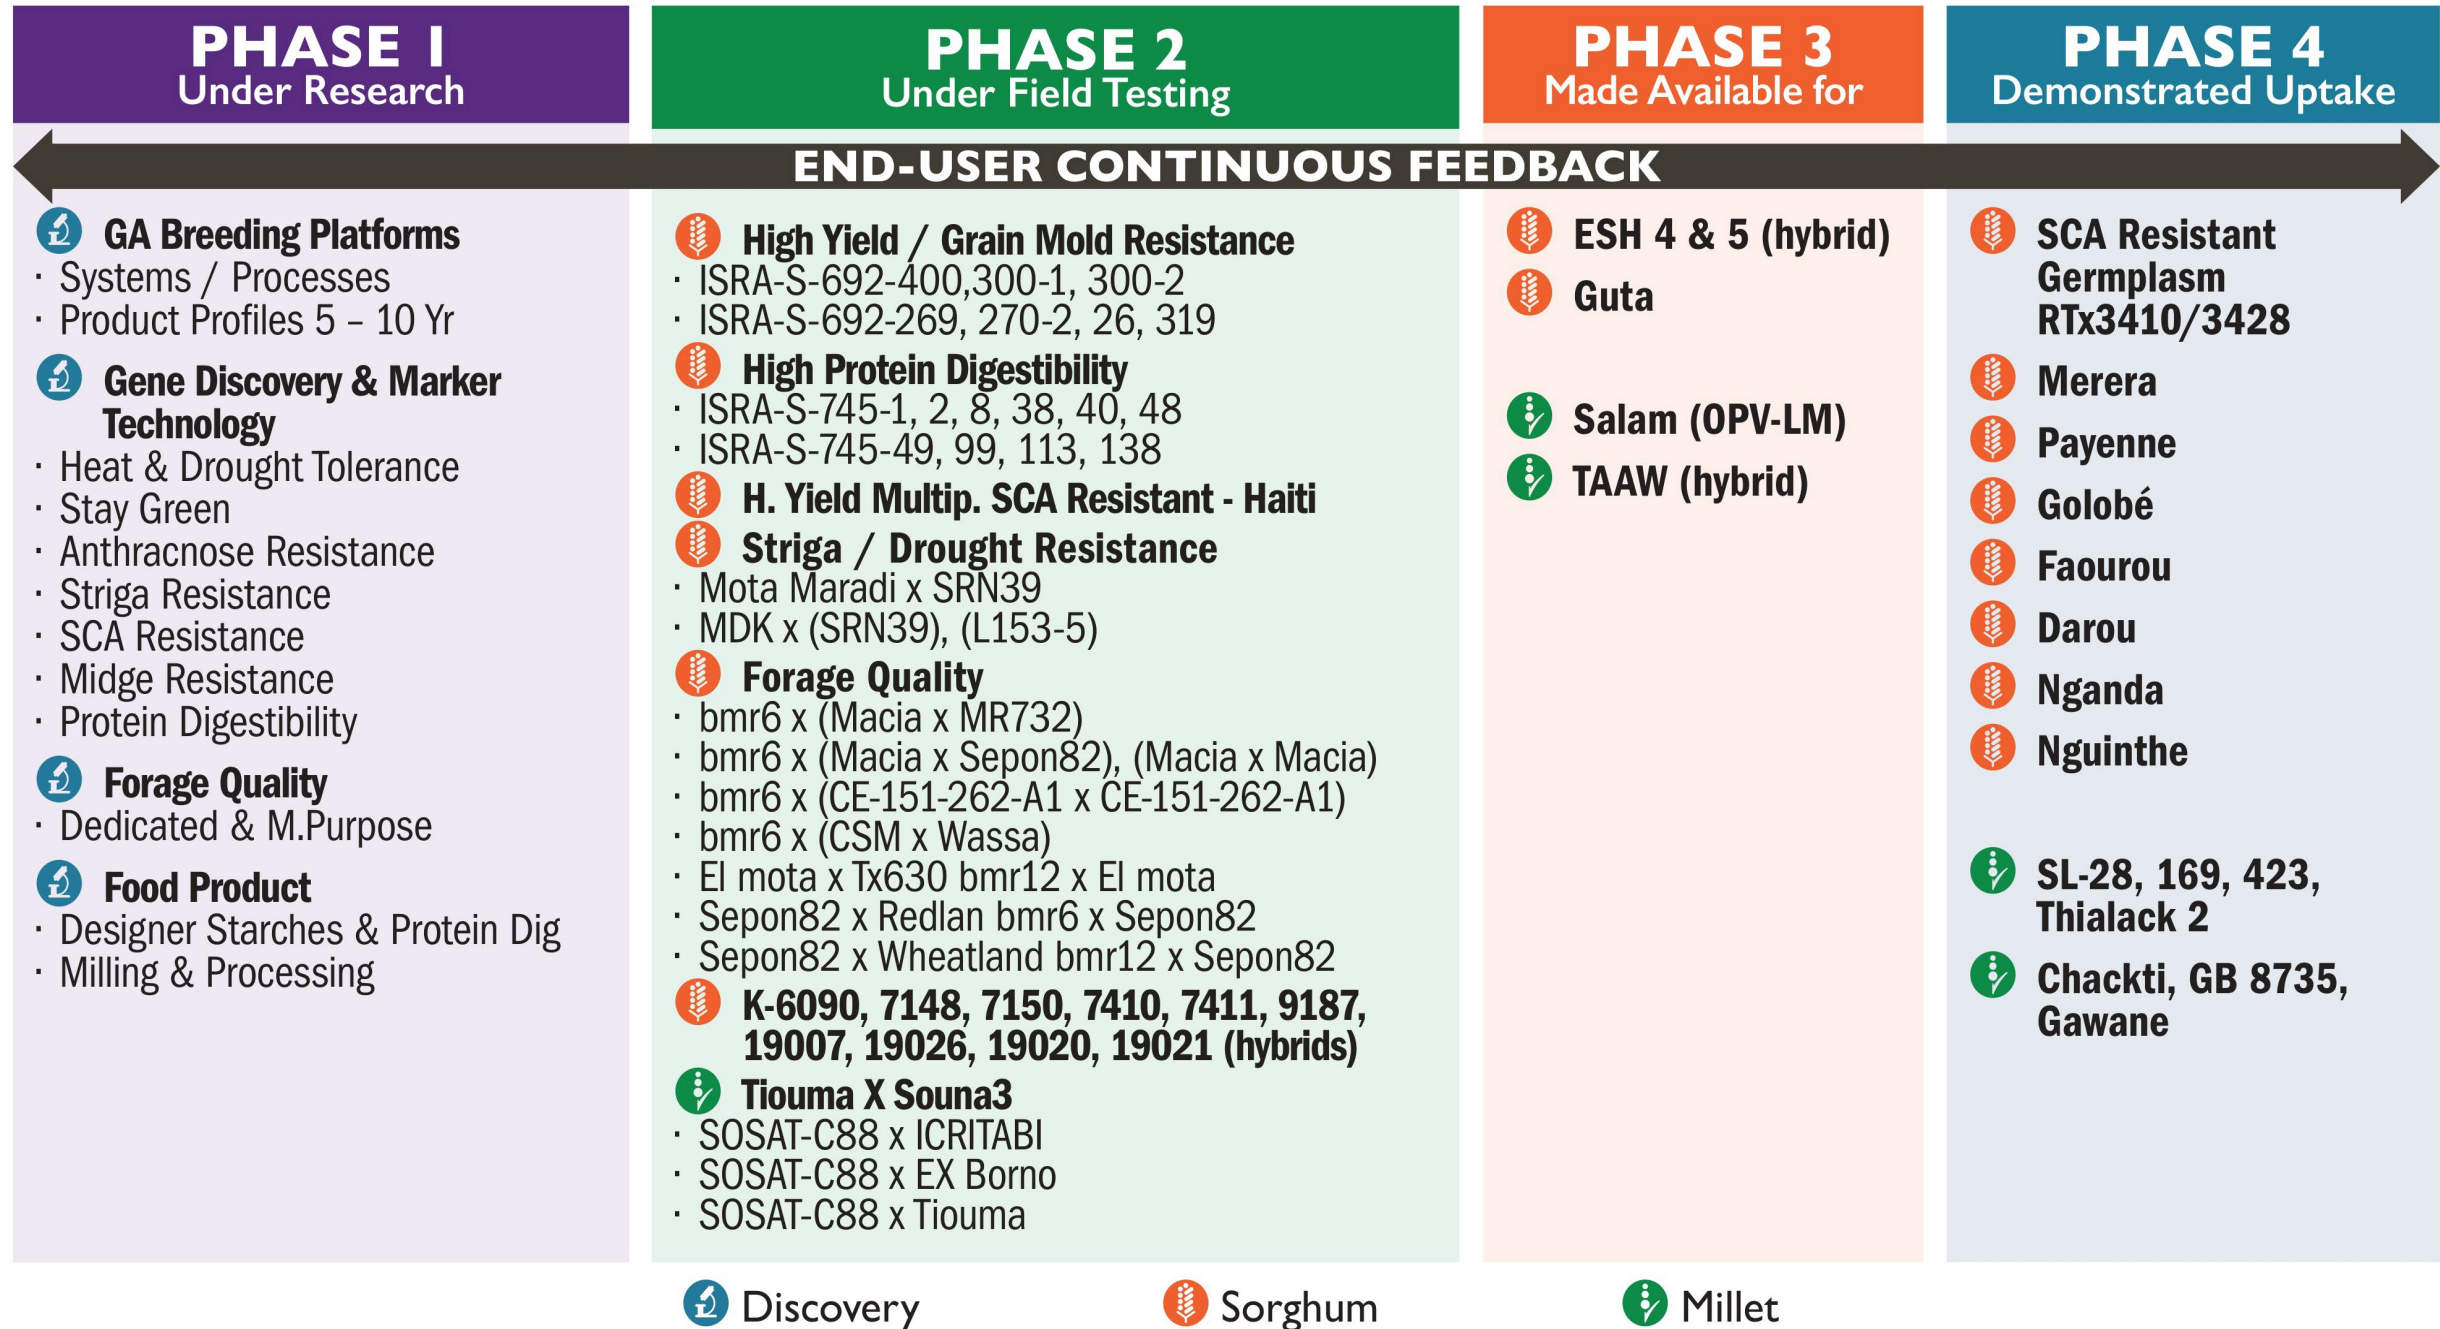 PHASE 1
Under Research
PHASE 2
Under Field Testing
PHASE 3
Made Available for
PHASE 4
Demonstrated Uptake
END-USER CONTINUOUS FEEDBACK
GA Breeding Platforms
· Systems / Processes
· Product Profiles 5 – 10 Yr
Gene Discovery & Marker
Technology
· Heat & Drought Tolerance
· Stay Green
· Anthracnose Resistance
· Striga Resistance
· SCA Resistance
· Midge Resistance
· Protein Digestibility
Forage Quality
· Dedicated & M.Purpose
Food Product
· Designer Starches & Protein Dig
· Milling & Processing
High Yield / Grain Mold Resistance
· ISRA-S-692-400,300-1, 300-2
· ISRA-S-692-269, 270-2, 26, 319
High Protein Digestibility
· ISRA-S-745-1, 2, 8, 38, 40, 48
· ISRA-S-745-49, 99, 113, 138
H. Yield Multip. SCA Resistant - Haiti
Striga / Drought Resistance
· Mota Maradi x SRN39
· MDK x (SRN39), (L153-5)
Forage Quality
· bmr6 x (Macia x MR732)
· bmr6 x (Macia x Sepon82), (Macia x Macia)
· bmr6 x (CE-151-262-A1 x CE-151-262-A1)
· bmr6 x (CSM x Wassa)
· El mota x Tx630 bmr12 x El mota
· Sepon82 x Redlan bmr6 x Sepon82
· Sepon82 x Wheatland bmr12 x Sepon82
K-6090, 7148, 7150, 7410, 7411, 9187,
19007, 19026, 19020, 19021 (hybrids)
Tiouma X Souna3
· SOSAT-C88 x ICRITABI
· SOSAT-C88 x EX Borno
· SOSAT-C88 x Tiouma
ESH 4 & 5 (hybrid)
Guta
Salam (OPV-LM)
TAAW (hybrid)
SCA Resistant
Germplasm
RTx3410/3428
Merera
Payenne
Golobé
Faourou
Darou
Nganda
Nguinthe
SL-28, 169, 423,
Thialack 2
Chackti, GB 8735,
Gawane
Discovery
Sorghum
Millet